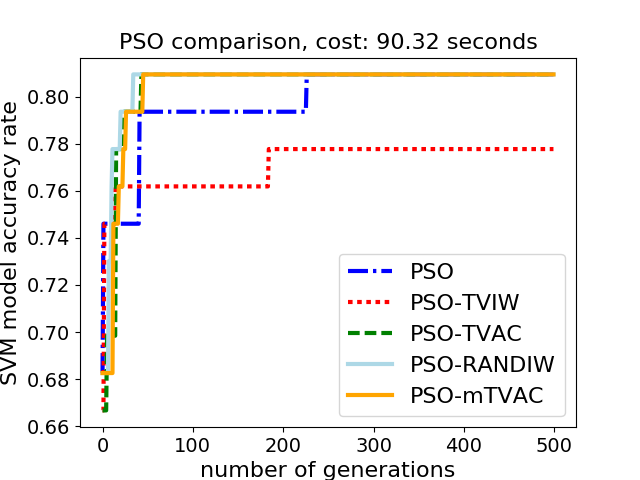 PSO comparison, cost: 90.32 seconds
SVM model accuracy rate
0.80
0.78
0.76
0.74
0.72
0.70
0.68
0.66
PSO
PSO-TVIW
PSO-TVAC
PSO-RANDIW
PSO-mTVAC
0 100 200 300 400 500
number of generations